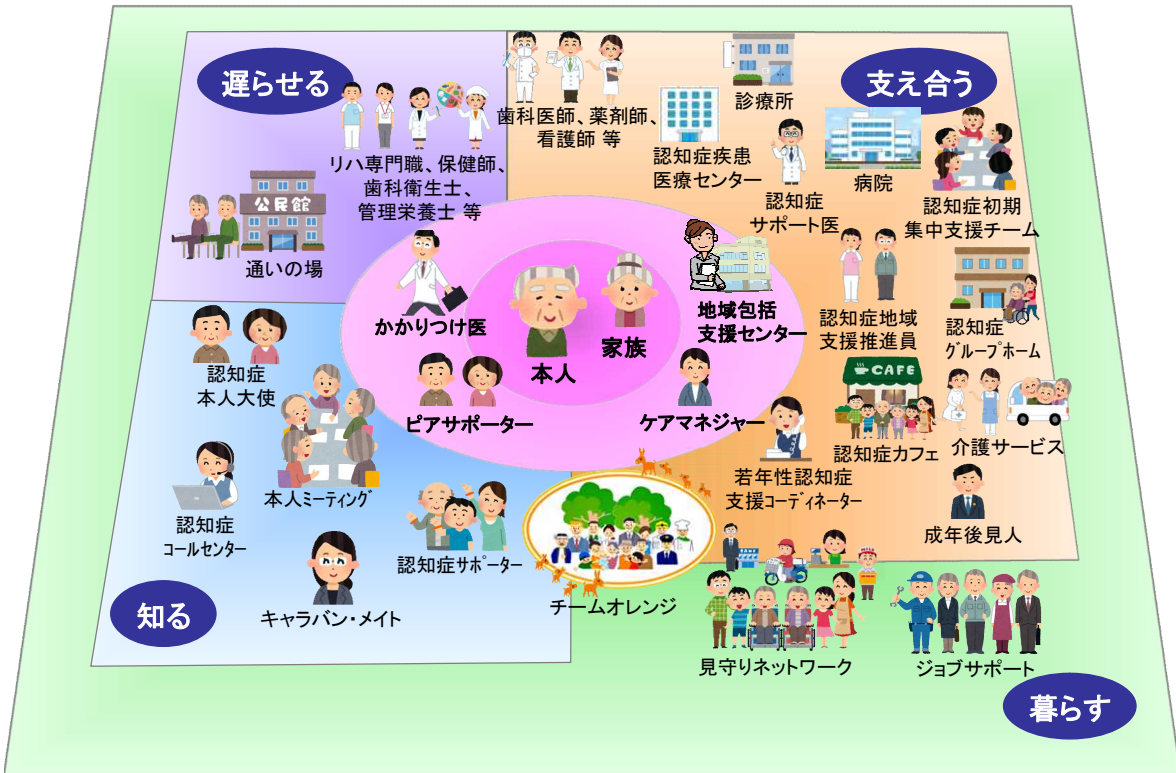 遅らせる
リハ専門職、保健師、
歯科衛生士、
管理栄養士 等
公民館
通いの場
支え合う
歯科医師、薬剤師、
看護師 等
診療所
認知症疾患
医療センター
認知症
サポート医
病院
認知症初期
集中支援チーム
認知症地域
支援推進員
認知症
グループホーム
CAFE
認知症カフェ
介護サービス
若年性認知症
支援コーディネーター
成年後見人
かかりつけ医
本人
家族
地域包括
支援センター
ピアサポーター
ケアマネジャー
認知症
本人大使
本人ミーティング
認知症
コールセンター
認知症サポーター
キャラバン・メイト
知る
チームオレンジ
BANK
MILK
見守りネットワーク
ジョブサポート
暮らす